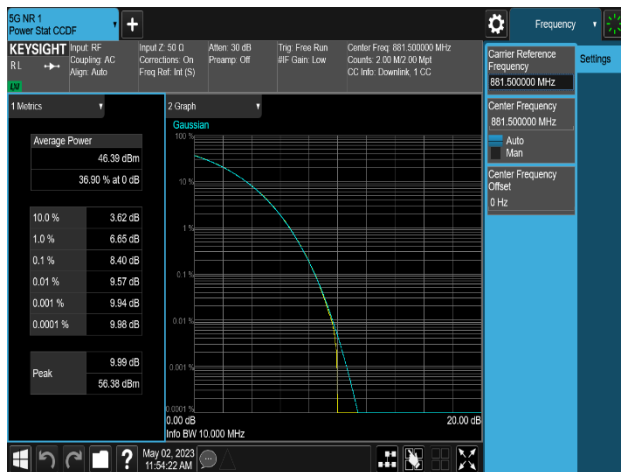 5G NR 1
Power Stat CCDF
Frequency
KEYSIGHT
RL
Input: RF
Coupling: AC
Align: Auto
Input Z: 50 Ω
Corrections: On
Freq Ref: Int (S)
Atten: 30 dB
Preamp: Off
Trig: Free Run
#IF Gain: Low
Center Freq: 881.500000 MHz
Counts: 2.00 M/2.00 Mpt
CC Info: Downlink, 1 CC
Carrier Reference
Frequency
881.500000 MHz
Settings
Center Frequency
881.500000 MHz
Auto
Man
Center Frequency
Offset
0 Hz
1 Metrics
Average Power
46.39 dBm
36.90 % at 0 dB
10.0 % 3.62 dB
1.0 % 6.65 dB
0.1 % 8.40 dB
0.01 % 9.57 dB
0.001 % 9.94 dB
0.0001 % 9.98 dB
Peak
9.99 dB
56.38 dBm
2 Graph
Gaussian
100 %
10 %
1 %
0.1 %
0.01 %
0.001 %
0.0001 %
0.00 dB
20.00 dB
Info BW 10.000 MHz
May 02, 2023
11:54:22 AM